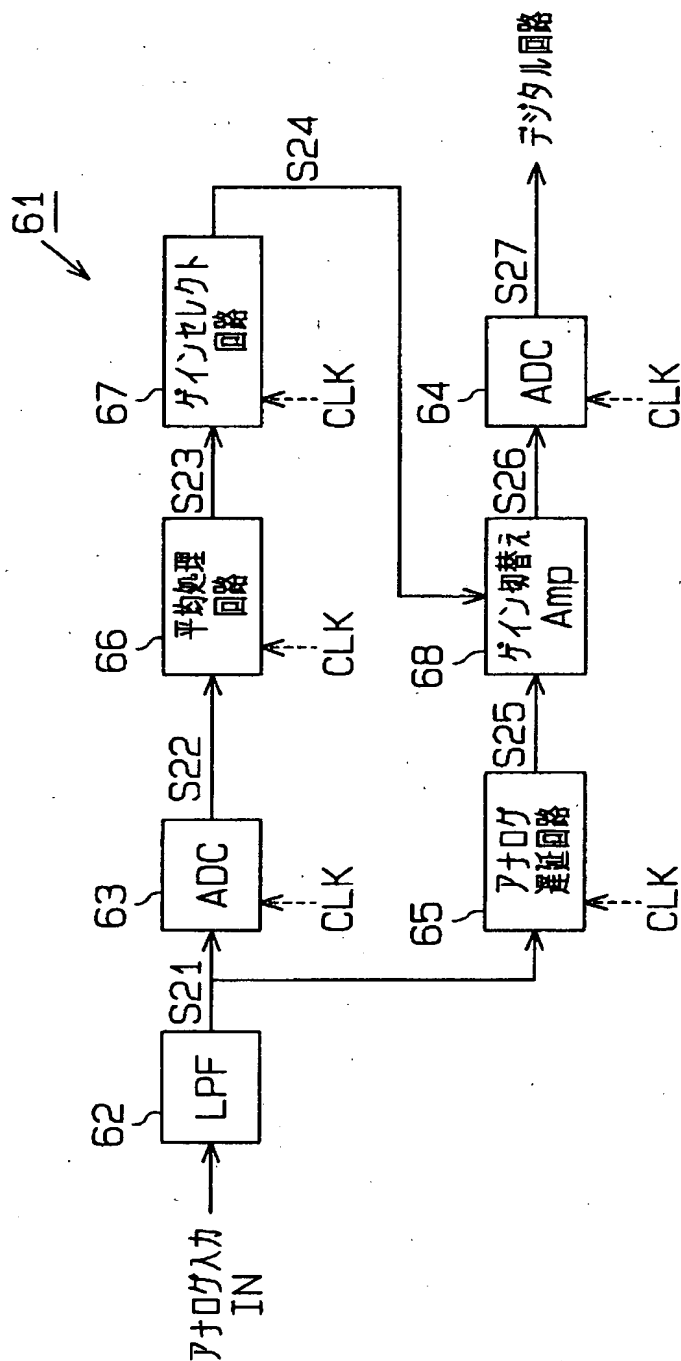 61
アナログ入力
IN
62
LPF
S21
63
ADC
CLK
S22
66
平均処理
回路
CLK
S23
67
ゲインセレクト
回路
CLK
S24
65
アナログ
遅延回路
CLK
S25
68
ゲイン切替え
Amp
S26
64
ADC
CLK
S27
デジタル回路